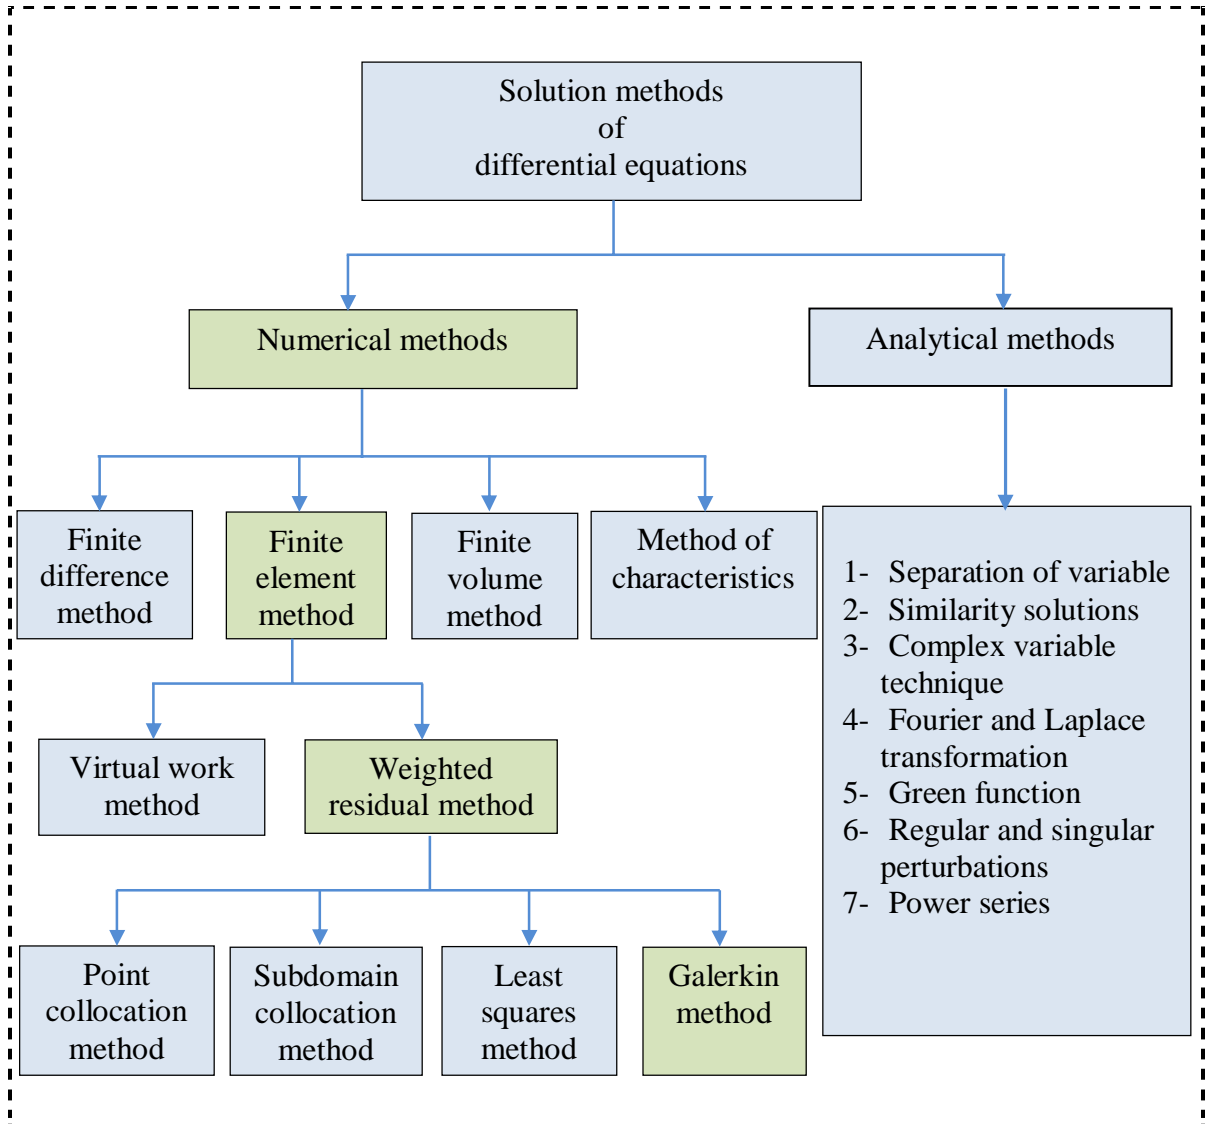 Solution methods
of
differential equations
Numerical methods
Analytical methods
Finite
difference
method
Finite
element
method
Finite
volume
method
Method of
characteristics
1- Separation of variable
2- Similarity solutions
3- Complex variable
technique
4- Fourier and Laplace
transformation
5- Green function
6- Regular and singular
perturbations
7- Power series
Virtual work
method
Weighted
residual method
Point
collocation
method
Subdomain
collocation
method
Least
squares
method
Galerkin
method